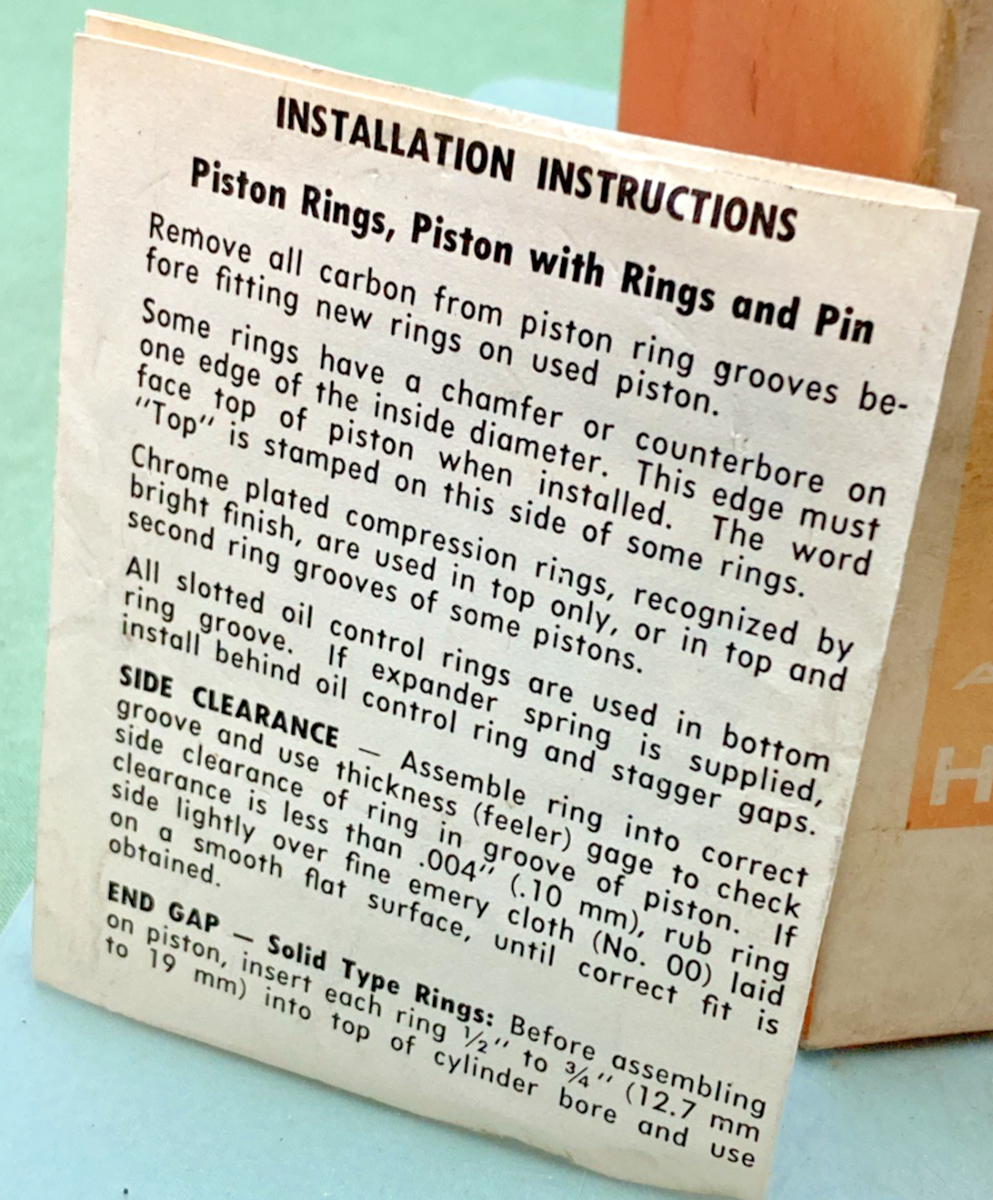 INSTALLATION INSTRUCTIONS
Piston Rings, Piston with Rings and Pin
Remove all carbon from piston ring grooves be-
fore fitting new rings on used piston.
Some rings have a chamfer or counterbore on
one edge of the inside diameter. This edge must
face top of piston when installed. The word
"Top" is stamped on this side of some rings.
Chrome plated compression rings, recognized by
bright finish, are used in top only, or in top and
second ring grooves of some pistons.
All slotted oil control rings are used in bottom
ring groove. If expander spring is supplied,
install behind oil control ring and stagger gaps.
SIDE CLEARANCE — Assemble ring into correct
groove and use thickness (feeler) gage to check
side clearance of ring in groove of piston. If
clearance is less than .004" (.10 mm), rub ring
side lightly over fine emery cloth (No. 00) laid
on a smooth flat surface, until correct fit is
obtained.
END GAP — Solid Type Rings: Before assembling
on piston, insert each ring ½" to ¾" (12.7 mm
to 19 mm) into top of cylinder bore and use